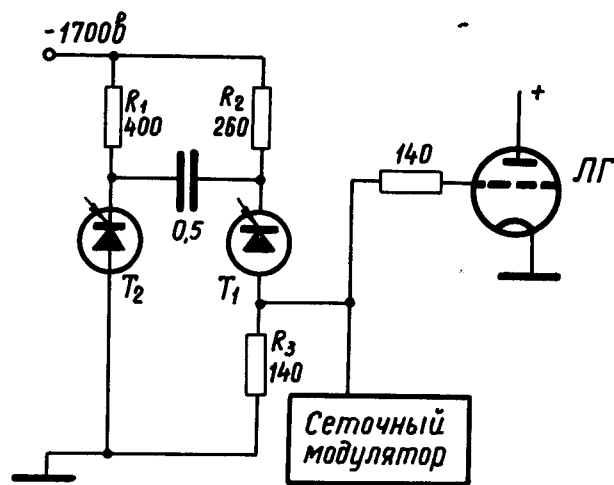 -1700в
R₁
400
R₂
260
0,5
T₂
T₁
R₃
140
140
+
ЛГ
Сеточный
модулятор